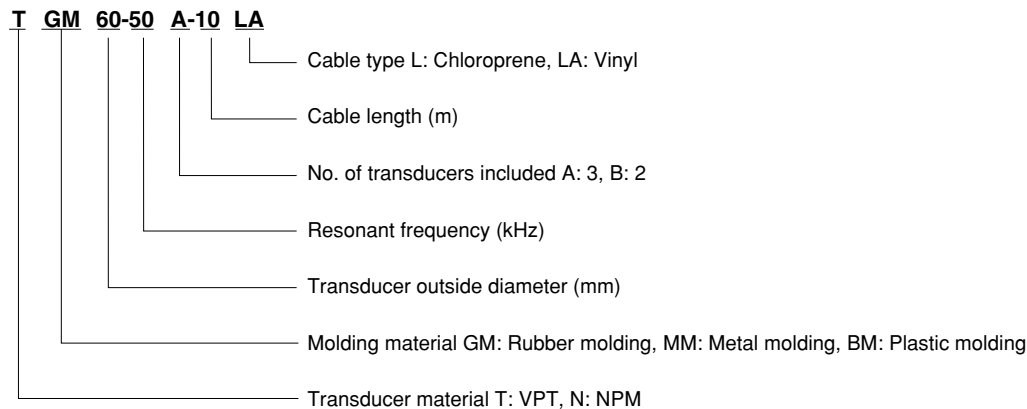 T GM 60-50 A-10 LA
Cable type L: Chloroprene, LA: Vinyl
Cable length (m)
No. of transducers included A: 3, B: 2
Resonant frequency (kHz)
Transducer outside diameter (mm)
Molding material GM: Rubber molding, MM: Metal molding, BM: Plastic molding
Transducer material T: VPT, N: NPM